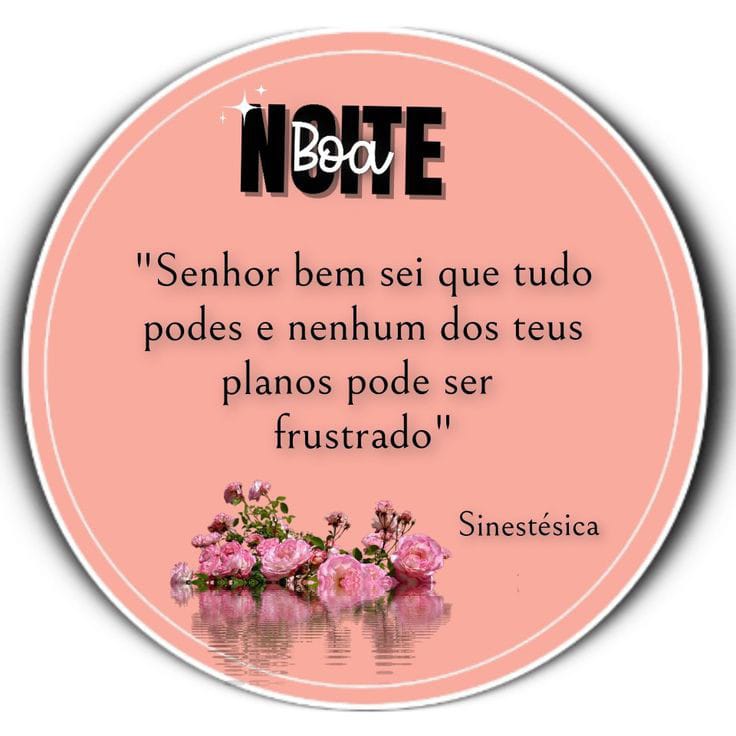 Boa
NOITE
"Senhor bem sei que tudo
podes e nenhum dos teus
planos pode ser
frustrado"
Sinestésica